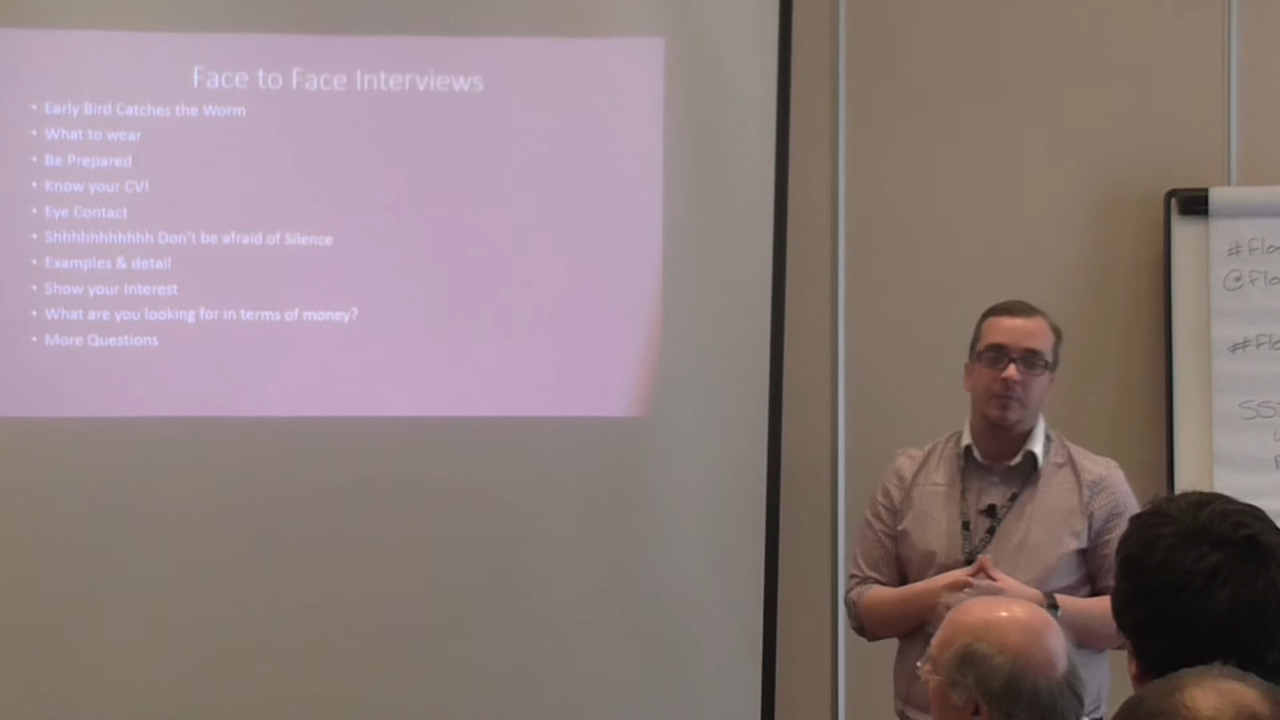 Face to Face Interviews
• Early Bird Catches the Worm
• What to wear
• Be Prepared
• Know your CV!
• Eye Contact
• Shhhhhhhhhhh Don't be afraid of Silence
• Examples & detail
• Show your Interest
• What are you looking for in terms of money?
• More Questions